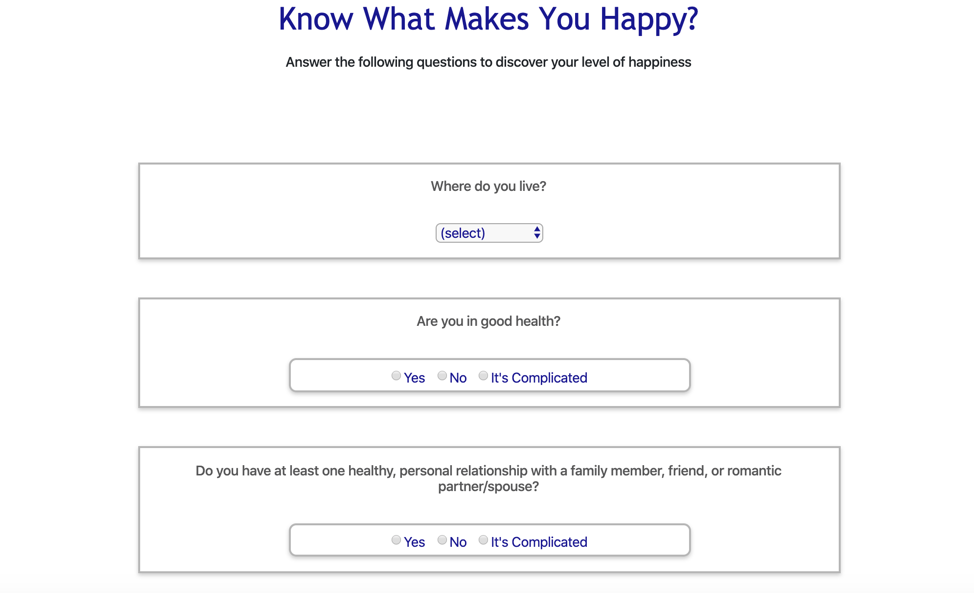 Know What Makes You Happy?
Answer the following questions to discover your level of happiness
Where do you live?
(select)
Are you in good health?
Yes No It's Complicated
Do you have at least one healthy, personal relationship with a family member, friend, or romantic
partner/spouse?
Yes No It's Complicated